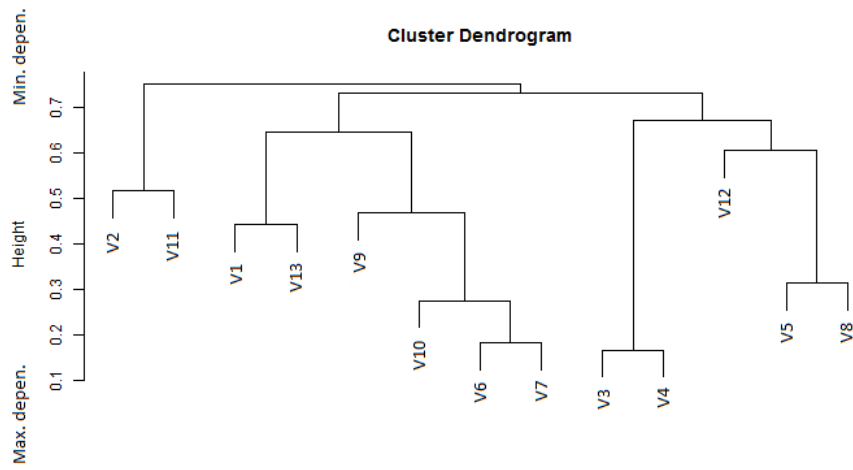 Cluster Dendrogram
Min. depen.
Height
Max. depen.
0.7
0.6
0.5
0.4
0.3
0.2
0.1
V2
V11
V1
V13
V9
V10
V6
V7
V3
V4
V12
V5
V8